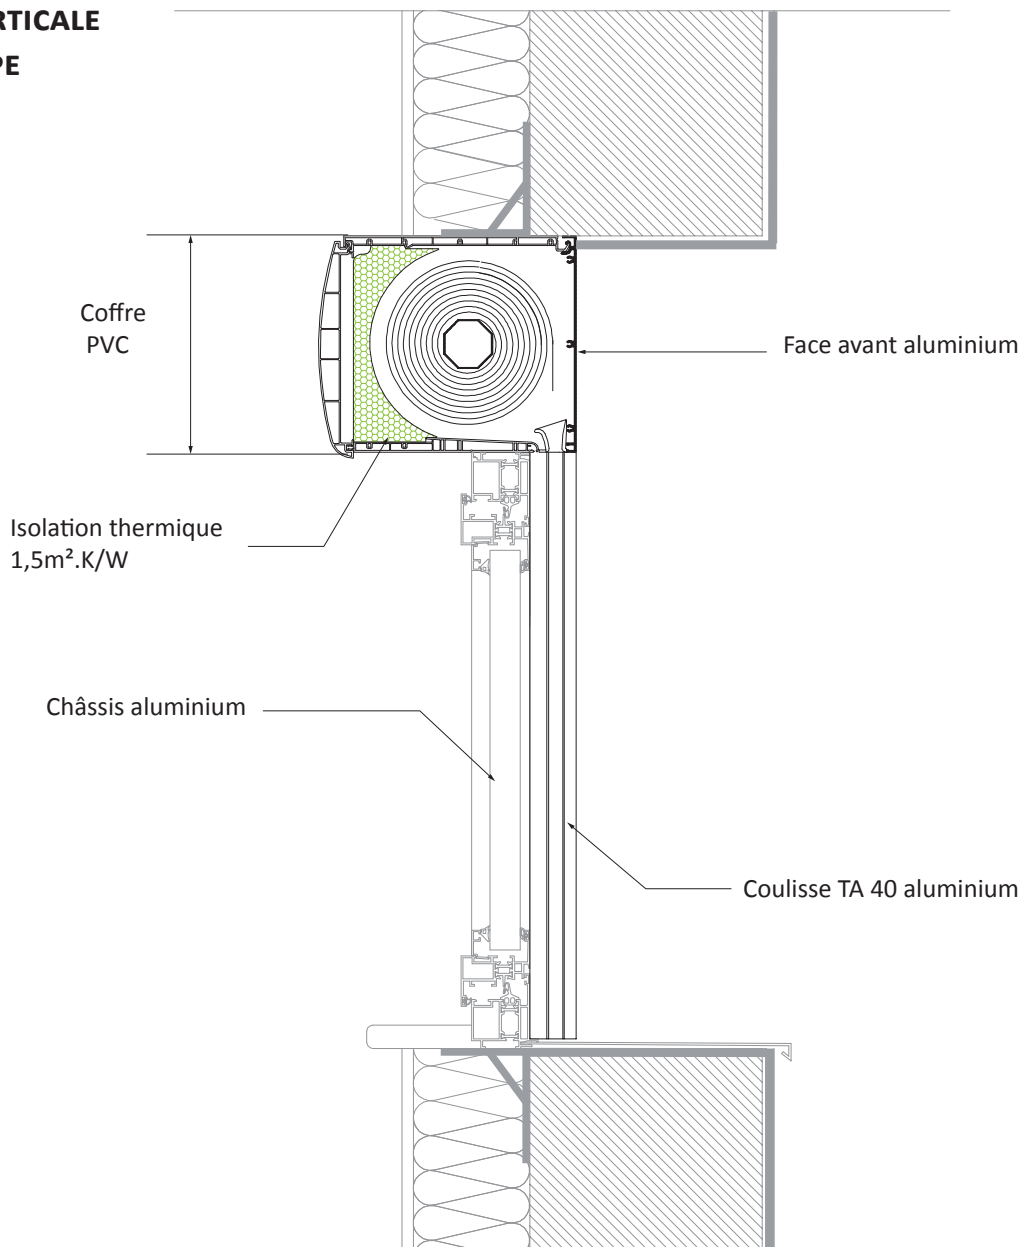 RTICALE
PE
Coffre
PVC
Face avant aluminium
Isolation thermique
1,5m².K/W
Châssis aluminium
Coulisse TA 40 aluminium